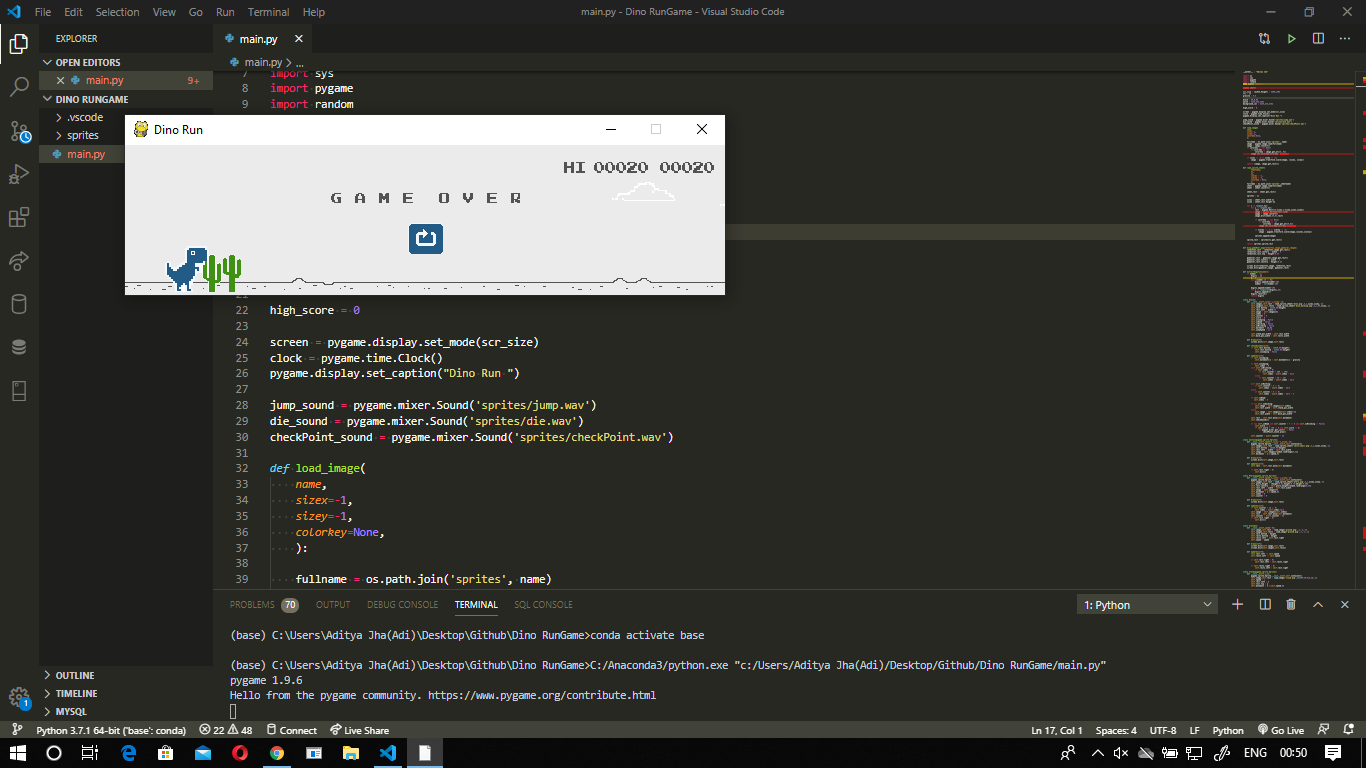 File Edit Selection View Go Run Terminal Help
main.py - Dino RunGame - Visual Studio Code
EXPLORER
OPEN EDITORS
main.py 9+
DINO RUNGAME
.vscode
sprites
main.py
OUTLINE
TIMELINE
MYSQL
main.py
main.py > ...
7 import sys
8 import pygame
9 import random
Dino Run
HI 00020 00020
GAME OVER
22 high_score = 0
23
24 screen = pygame.display.set_mode(scr_size)
25 clock = pygame.time.Clock()
26 pygame.display.set_caption("Dino Run ")
27
28 jump_sound = pygame.mixer.Sound('sprites/jump.wav')
29 die_sound = pygame.mixer.Sound('sprites/die.wav')
30 checkPoint_sound = pygame.mixer.Sound('sprites/checkPoint.wav')
31
32 def load_image(
33 name,
34 sizex=-1,
35 sizey=-1,
36 colorkey=None,
37 ):
38
39 fullname = os.path.join('sprites', name)
PROBLEMS 70 OUTPUT DEBUG CONSOLE TERMINAL SQL CONSOLE
1: Python
(base) C:\Users\Aditya Jha(Adi)\Desktop\Github\Dino RunGame>conda activate base
(base) C:\Users\Aditya Jha(Adi)\Desktop\Github\Dino RunGame>C:/Anaconda3/python.exe "c:/Users/Aditya Jha(Adi)/Desktop/Github/Dino RunGame/main.py"
pygame 1.9.6
Hello from the pygame community. https://www.pygame.org/contribute.html
1
Python 3.7.1 64-bit ('base': conda) 22 48 Connect Live Share
Ln 17, Col 1 Spaces: 4 UTF-8 LF Python Go Live
ENG 00:50